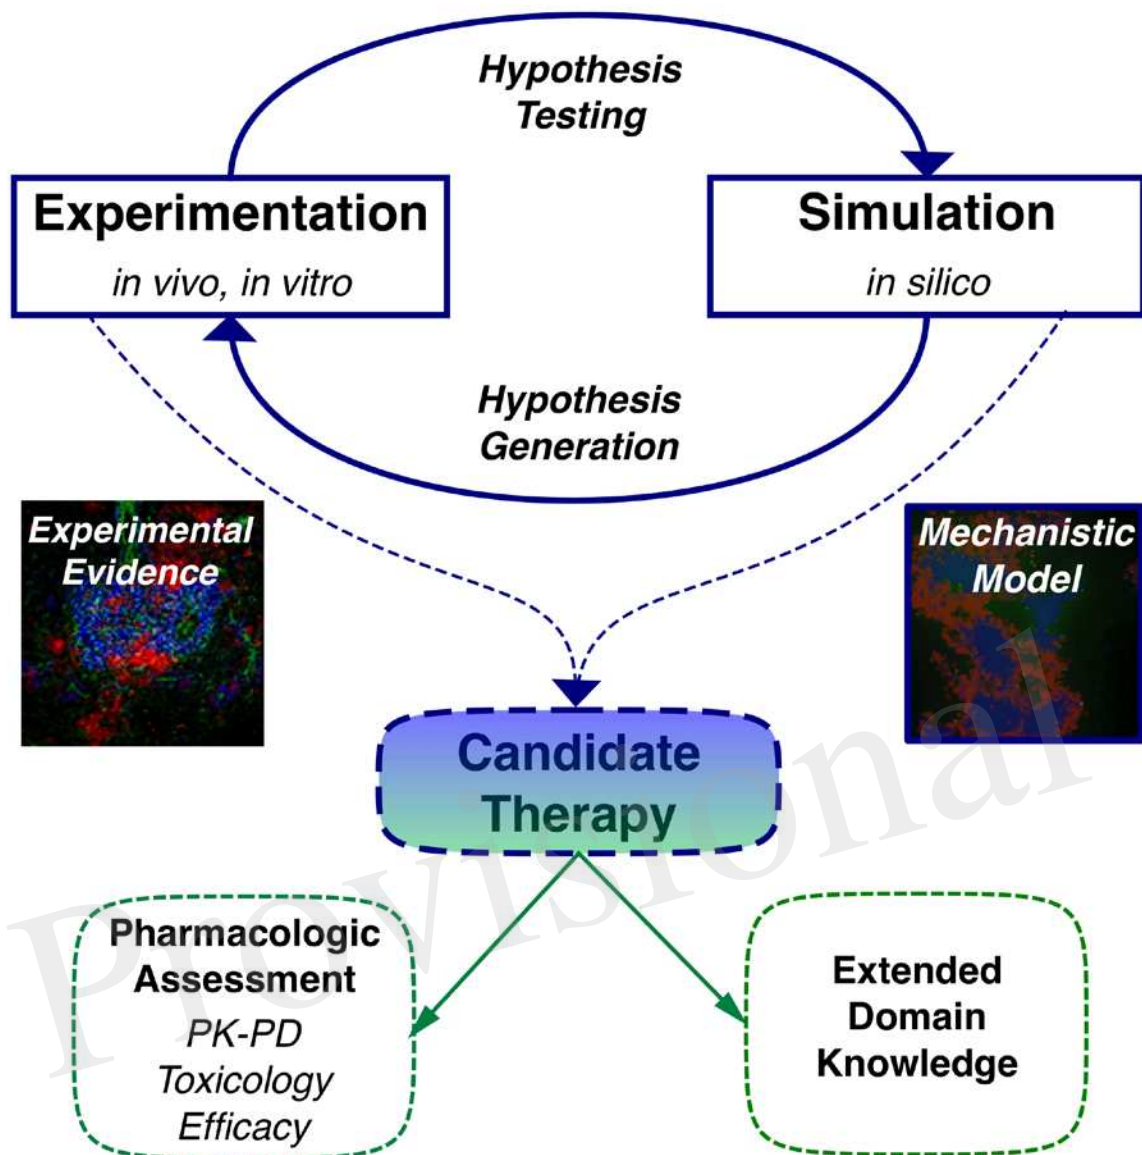 Hypothesis
Testing
Experimentation
in vivo, in vitro
Simulation
in silico
Hypothesis
Generation
Experimental
Evidence
Mechanistic
Model
Candidate
Therapy
Pharmacologic
Assessment
PK-PD
Toxicology
Efficacy
Extended
Domain
Knowledge
Provisional